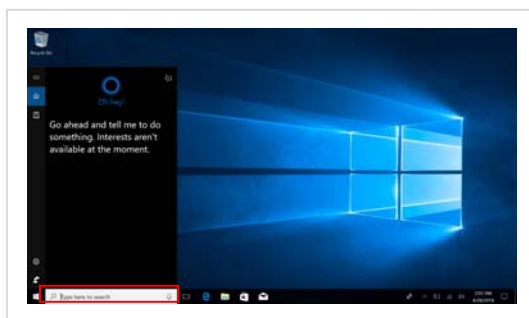 Recycle Bin
Oh hey!
Go ahead and tell me to do
something. Interests aren't
available at the moment.
Type here to search